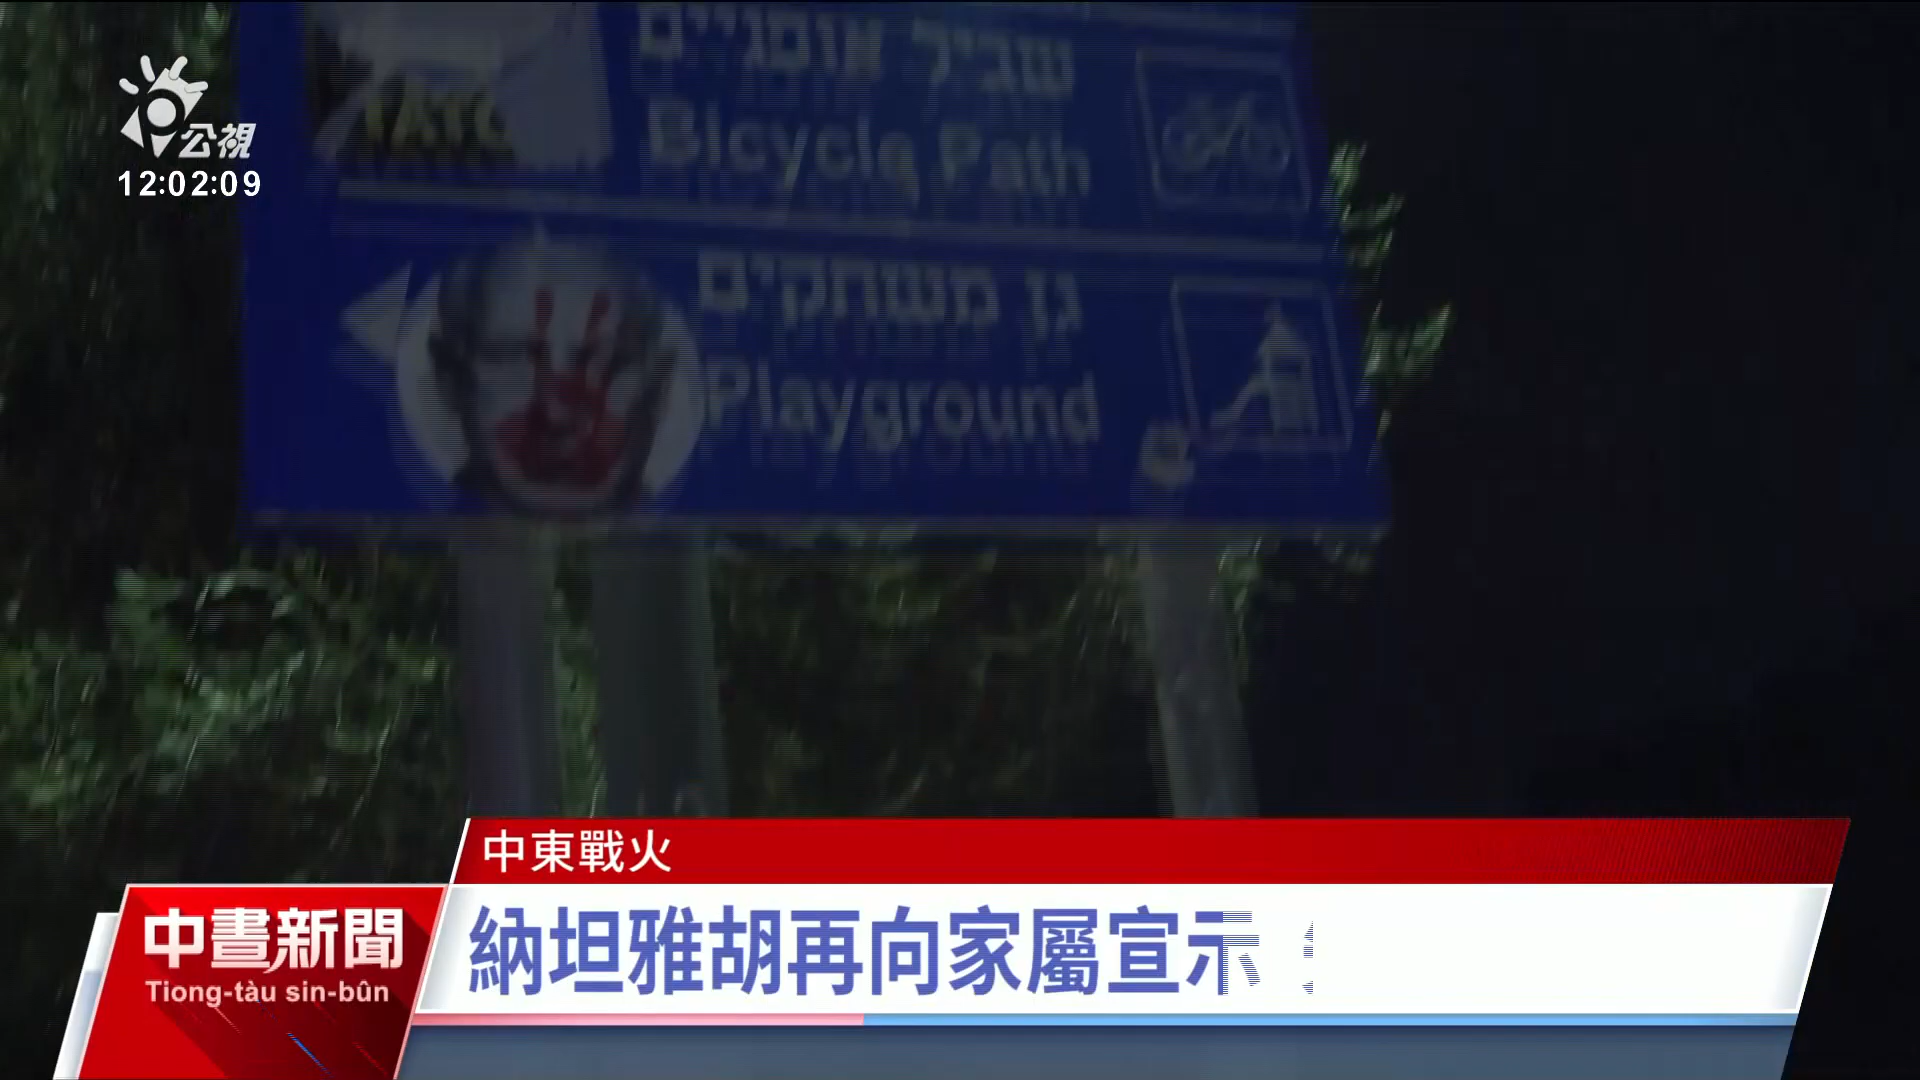 שביל אופניים
Bicycle Path
公視
12:02:09
גן משחקים
Playground
中東戰火
納坦雅胡再向家屬宣示
中晝新聞
Tiong-tàu sin-bûn